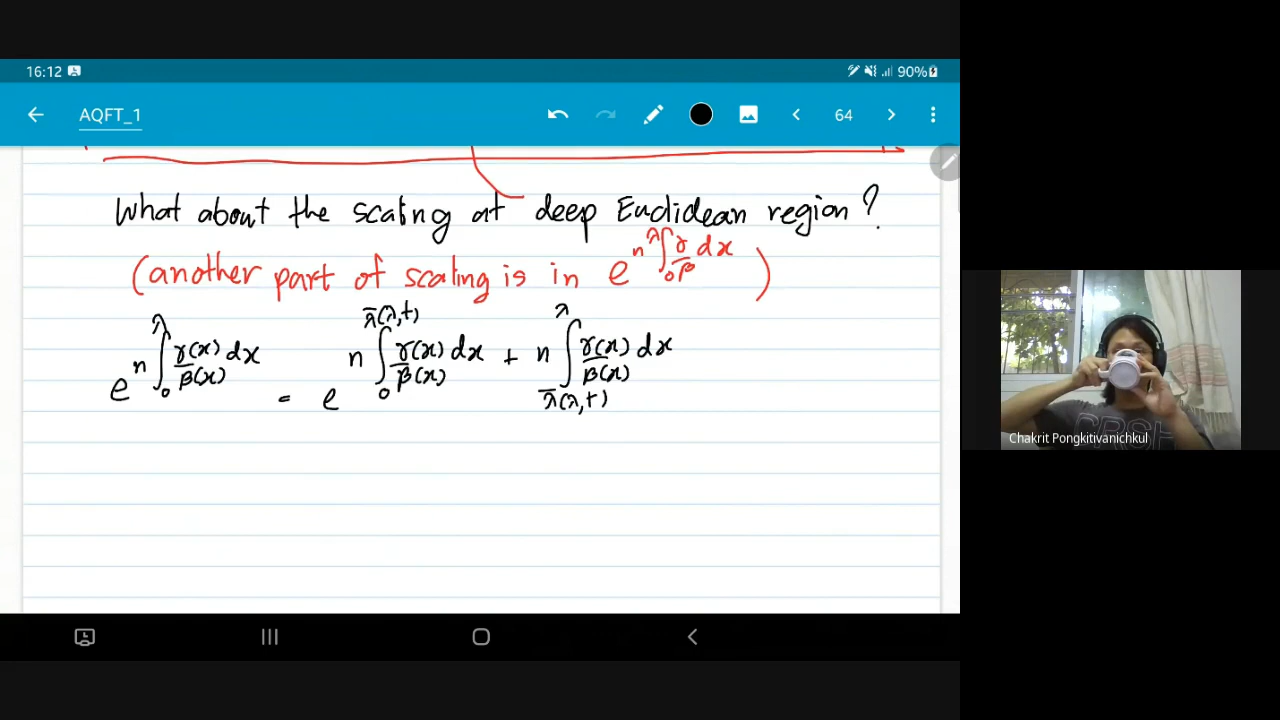 16:12 90%
AQFT_1 64
What about the scaling at deep Euclidean region?
(another part of scaling is in e^{n∫_0^λ γ/β dx})
e^{n∫_0^λ γ(x)/β(x) dx} = e^{n∫_0^{λ̄(λ,t)} γ(x)/β(x) dx + n∫_{λ̄(λ,t)}^λ γ(x)/β(x) dx}
CRSH
Chakrit Pongkitivanichkul